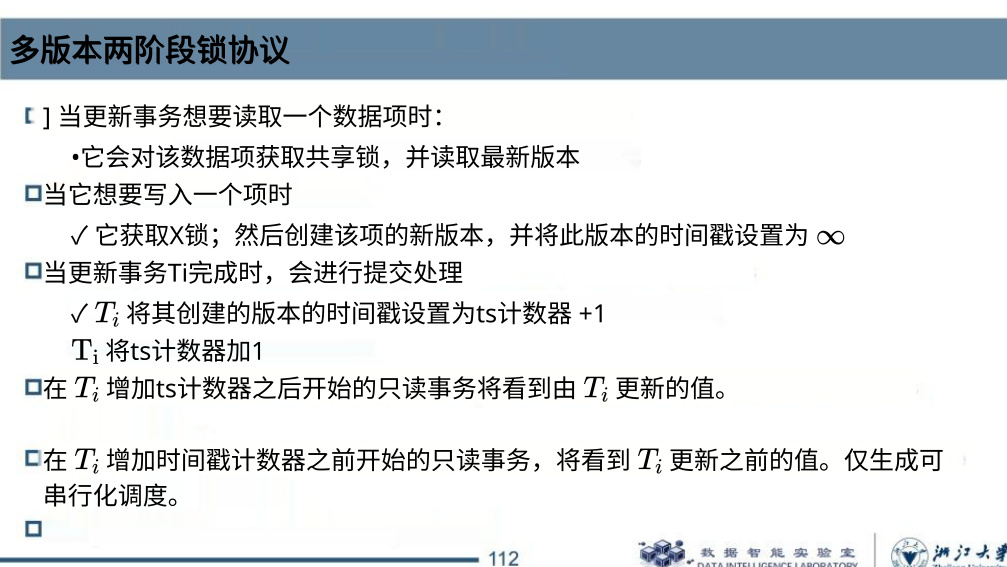 多版本两阶段锁协议
] 当更新事务想要读取一个数据项时：
•它会对该数据项获取共享锁，并读取最新版本
当它想要写入一个项时
✓ 它获取X锁；然后创建该项的新版本，并将此版本的时间戳设置为 ∞
当更新事务Ti完成时，会进行提交处理
✓ Ti 将其创建的版本的时间戳设置为ts计数器 +1
Ti 将ts计数器加1
在 Ti 增加ts计数器之后开始的只读事务将看到由 Ti 更新的值。
在 Ti 增加时间戳计数器之前开始的只读事务，将看到 Ti 更新之前的值。仅生成可
串行化调度。
112
数据智能实验室
DATA INTELLIGENCE LABORATORY
浙江大学